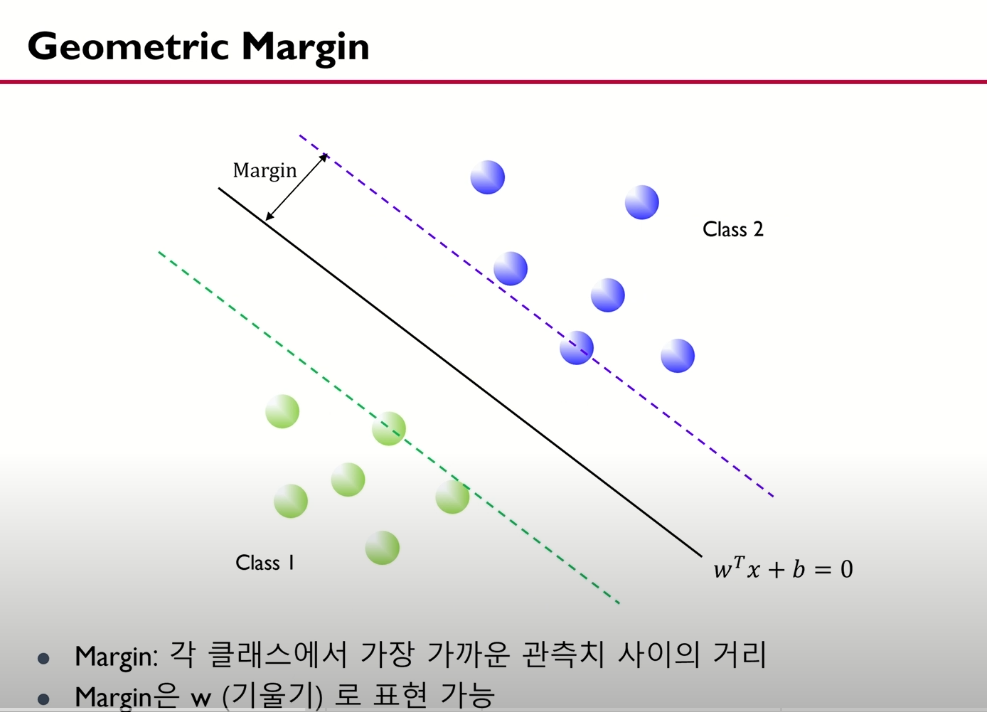 Geometric Margin
Margin
Class 2
Class 1
wᵀx + b = 0
Margin: 각 클래스에서 가장 가까운 관측치 사이의 거리
Margin은 w (기울기) 로 표현 가능